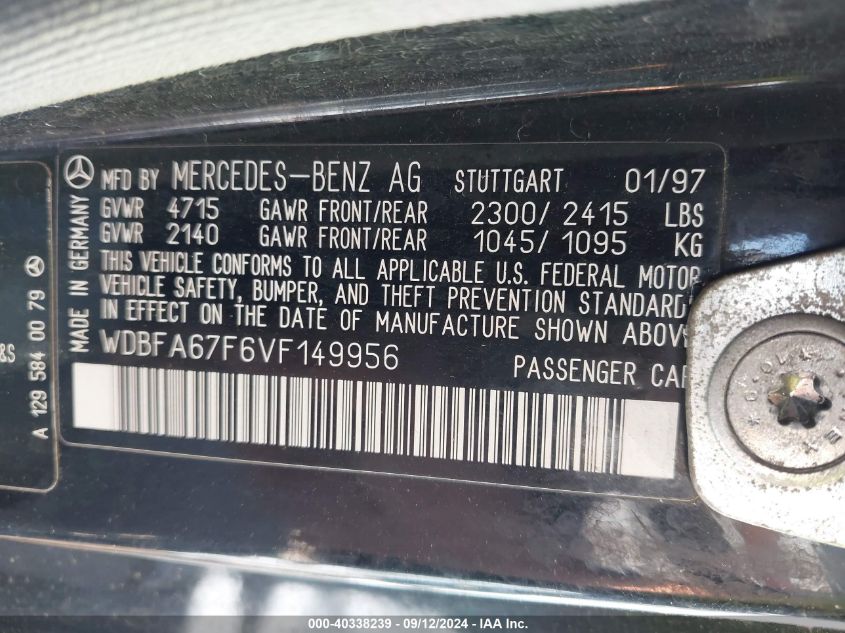 MFD BY MERCEDES-BENZ AG STUTTGART 01/97
GVWR 4715 GAWR FRONT/REAR 2300/2415 LBS
GVWR 2140 GAWR FRONT/REAR 1045/1095 KG
THIS VEHICLE CONFORMS TO ALL APPLICABLE U.S. FEDERAL MOTOR
VEHICLE SAFETY, BUMPER, AND THEFT PREVENTION STANDARD
IN EFFECT ON THE DATE OF MANUFACTURE SHOWN ABOVE
WDBFA67F6VF149956
PASSENGER CAR
MADE IN GERMANY
A 129 584 00 79
&S
000-40338239 - 09/12/2024 - IAA Inc.